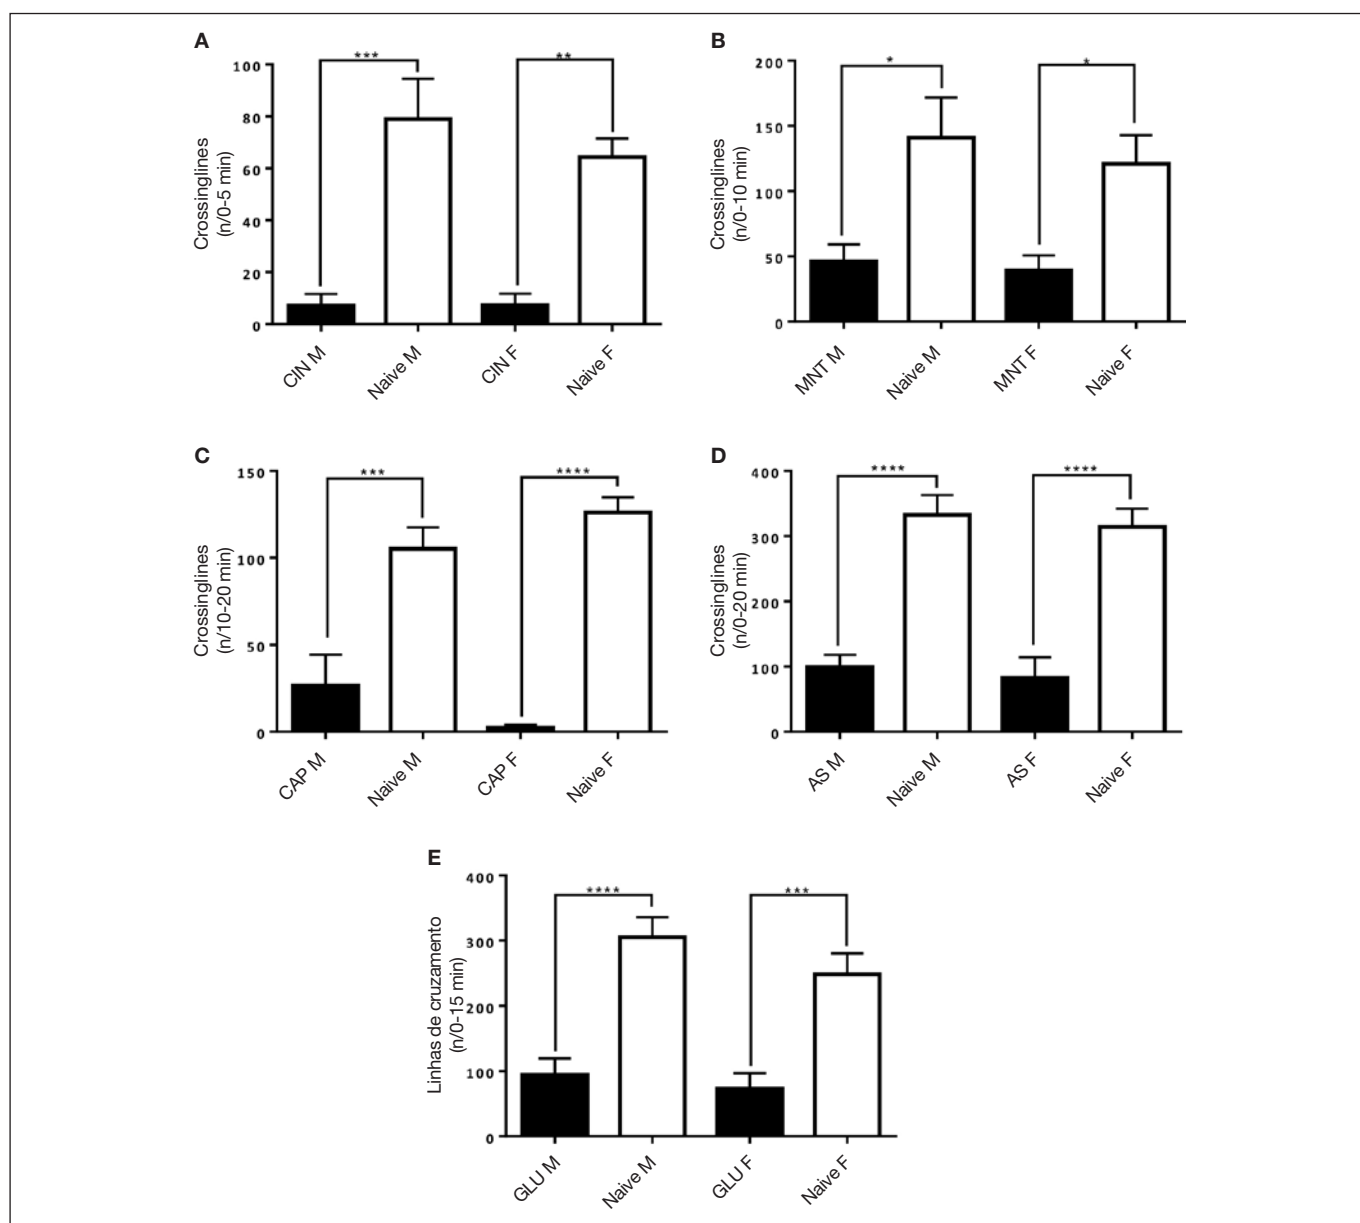 A
Crossinglines
(n/0-5 min)
100
80
60
40
20
0
***
**
CIN M
Naive M
CIN F
Naive F
B
Crossinglines
(n/0-10 min)
200
150
100
50
0
*
*
MNT M
Naive M
MNT F
Naive F
C
Crossinglines
(n/10-20 min)
150
100
50
0
***
****
CAP M
Naive M
CAP F
Naive F
D
Crossinglines
(n/0-20 min)
400
300
200
100
0
****
****
AS M
Naive M
AS F
Naive F
E
Linhas de cruzamento
(n/0-15 min)
400
300
200
100
0
****
***
GLU M
Naive M
GLU F
Naive F